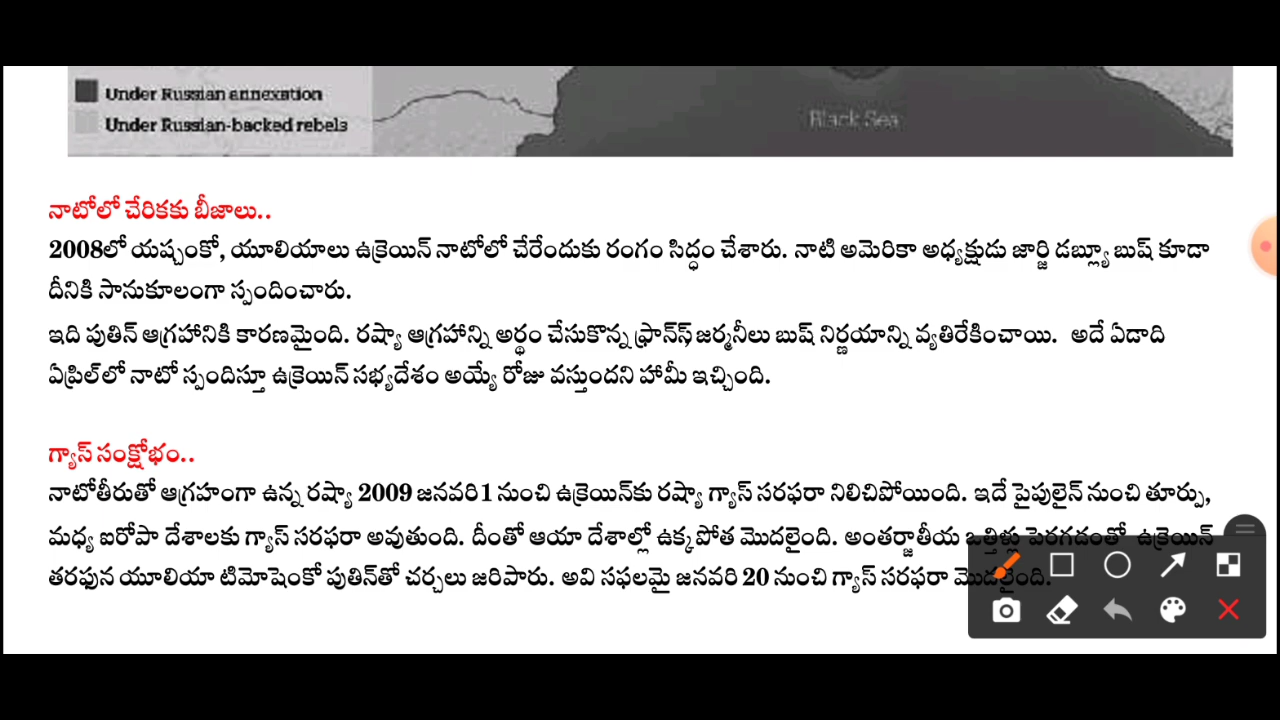 Under Russian annexation
Under Russian-backed rebels
Black Sea
నాటోలో చేరికకు బీజాలు..
2008లో యష్చంకో, యూలియాలు ఉక్రెయిన్ నాటోలో చేరేందుకు రంగం సిద్ధం చేశారు. నాటి అమెరికా అధ్యక్షుడు జార్జి డబ్ల్యూ బుష్ కూడా
దీనికి సానుకూలంగా స్పందించారు.
ఇది పుతిన్ ఆగ్రహానికి కారణమైంది. రష్యా ఆగ్రహాన్ని అర్థం చేసుకొన్న ఫ్రాన్స్, జర్మనీలు బుష్ నిర్ణయాన్ని వ్యతిరేకించాయి. అదే ఏడాది
ఏప్రిల్‌లో నాటో స్పందిస్తూ ఉక్రెయిన్ సభ్యదేశం అయ్యే రోజు వస్తుందని హామీ ఇచ్చింది.
గ్యాస్ సంక్షోభం..
నాటోతీరుతో ఆగ్రహంగా ఉన్న రష్యా 2009 జనవరి 1 నుంచి ఉక్రెయిన్‌కు రష్యా గ్యాస్ సరఫరా నిలిచిపోయింది. ఇదే పైపులైన్ నుంచి తూర్పు,
మధ్య ఐరోపా దేశాలకు గ్యాస్ సరఫరా అవుతుంది. దీంతో ఆయా దేశాల్లో ఉక్కపోత మొదలైంది. అంతర్జాతీయ ఒత్తిళ్లు పెరగడంతో ఉక్రెయిన్
తరఫున యూలియా టిమోషెంకో పుతిన్‌తో చర్చలు జరిపారు. అవి సఫలమై జనవరి 20 నుంచి గ్యాస్ సరఫరా మొదలైంది.